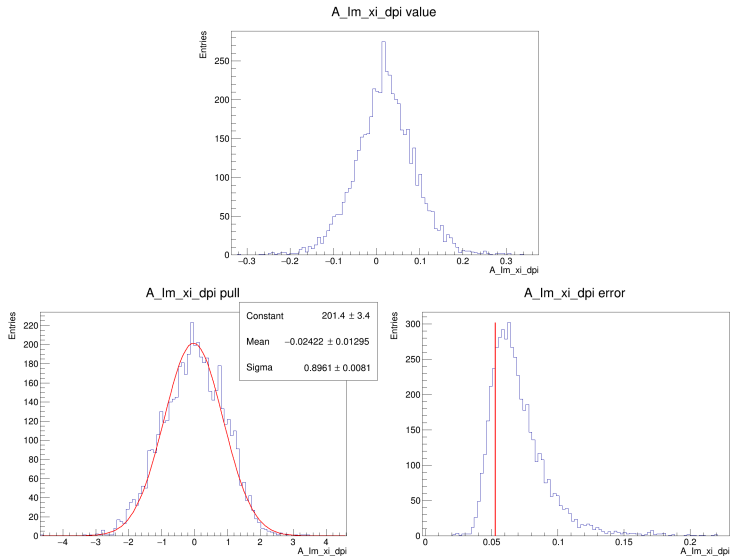 A_Im_xi_dpi value
Entries
250
200
150
100
50
0
−0.3 −0.2 −0.1 0 0.1 0.2 0.3
A_Im_xi_dpi
A_Im_xi_dpi pull
Entries
220
200
180
160
140
120
100
80
60
40
20
0
−4 −3 −2 −1 0 1 2 3 4
A_Im_xi_dpi
Constant 201.4 ± 3.4
Mean −0.02422 ± 0.01295
Sigma 0.8961 ± 0.0081
A_Im_xi_dpi error
Entries
300
250
200
150
100
50
0
0 0.05 0.1 0.15 0.2
A_Im_xi_dpi